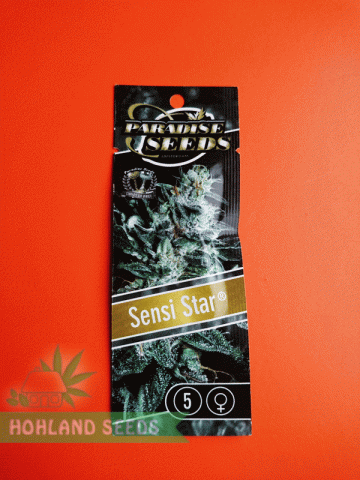 PARADISE
SEEDS
Sensi Star®
5
HOHLAND SEEDS